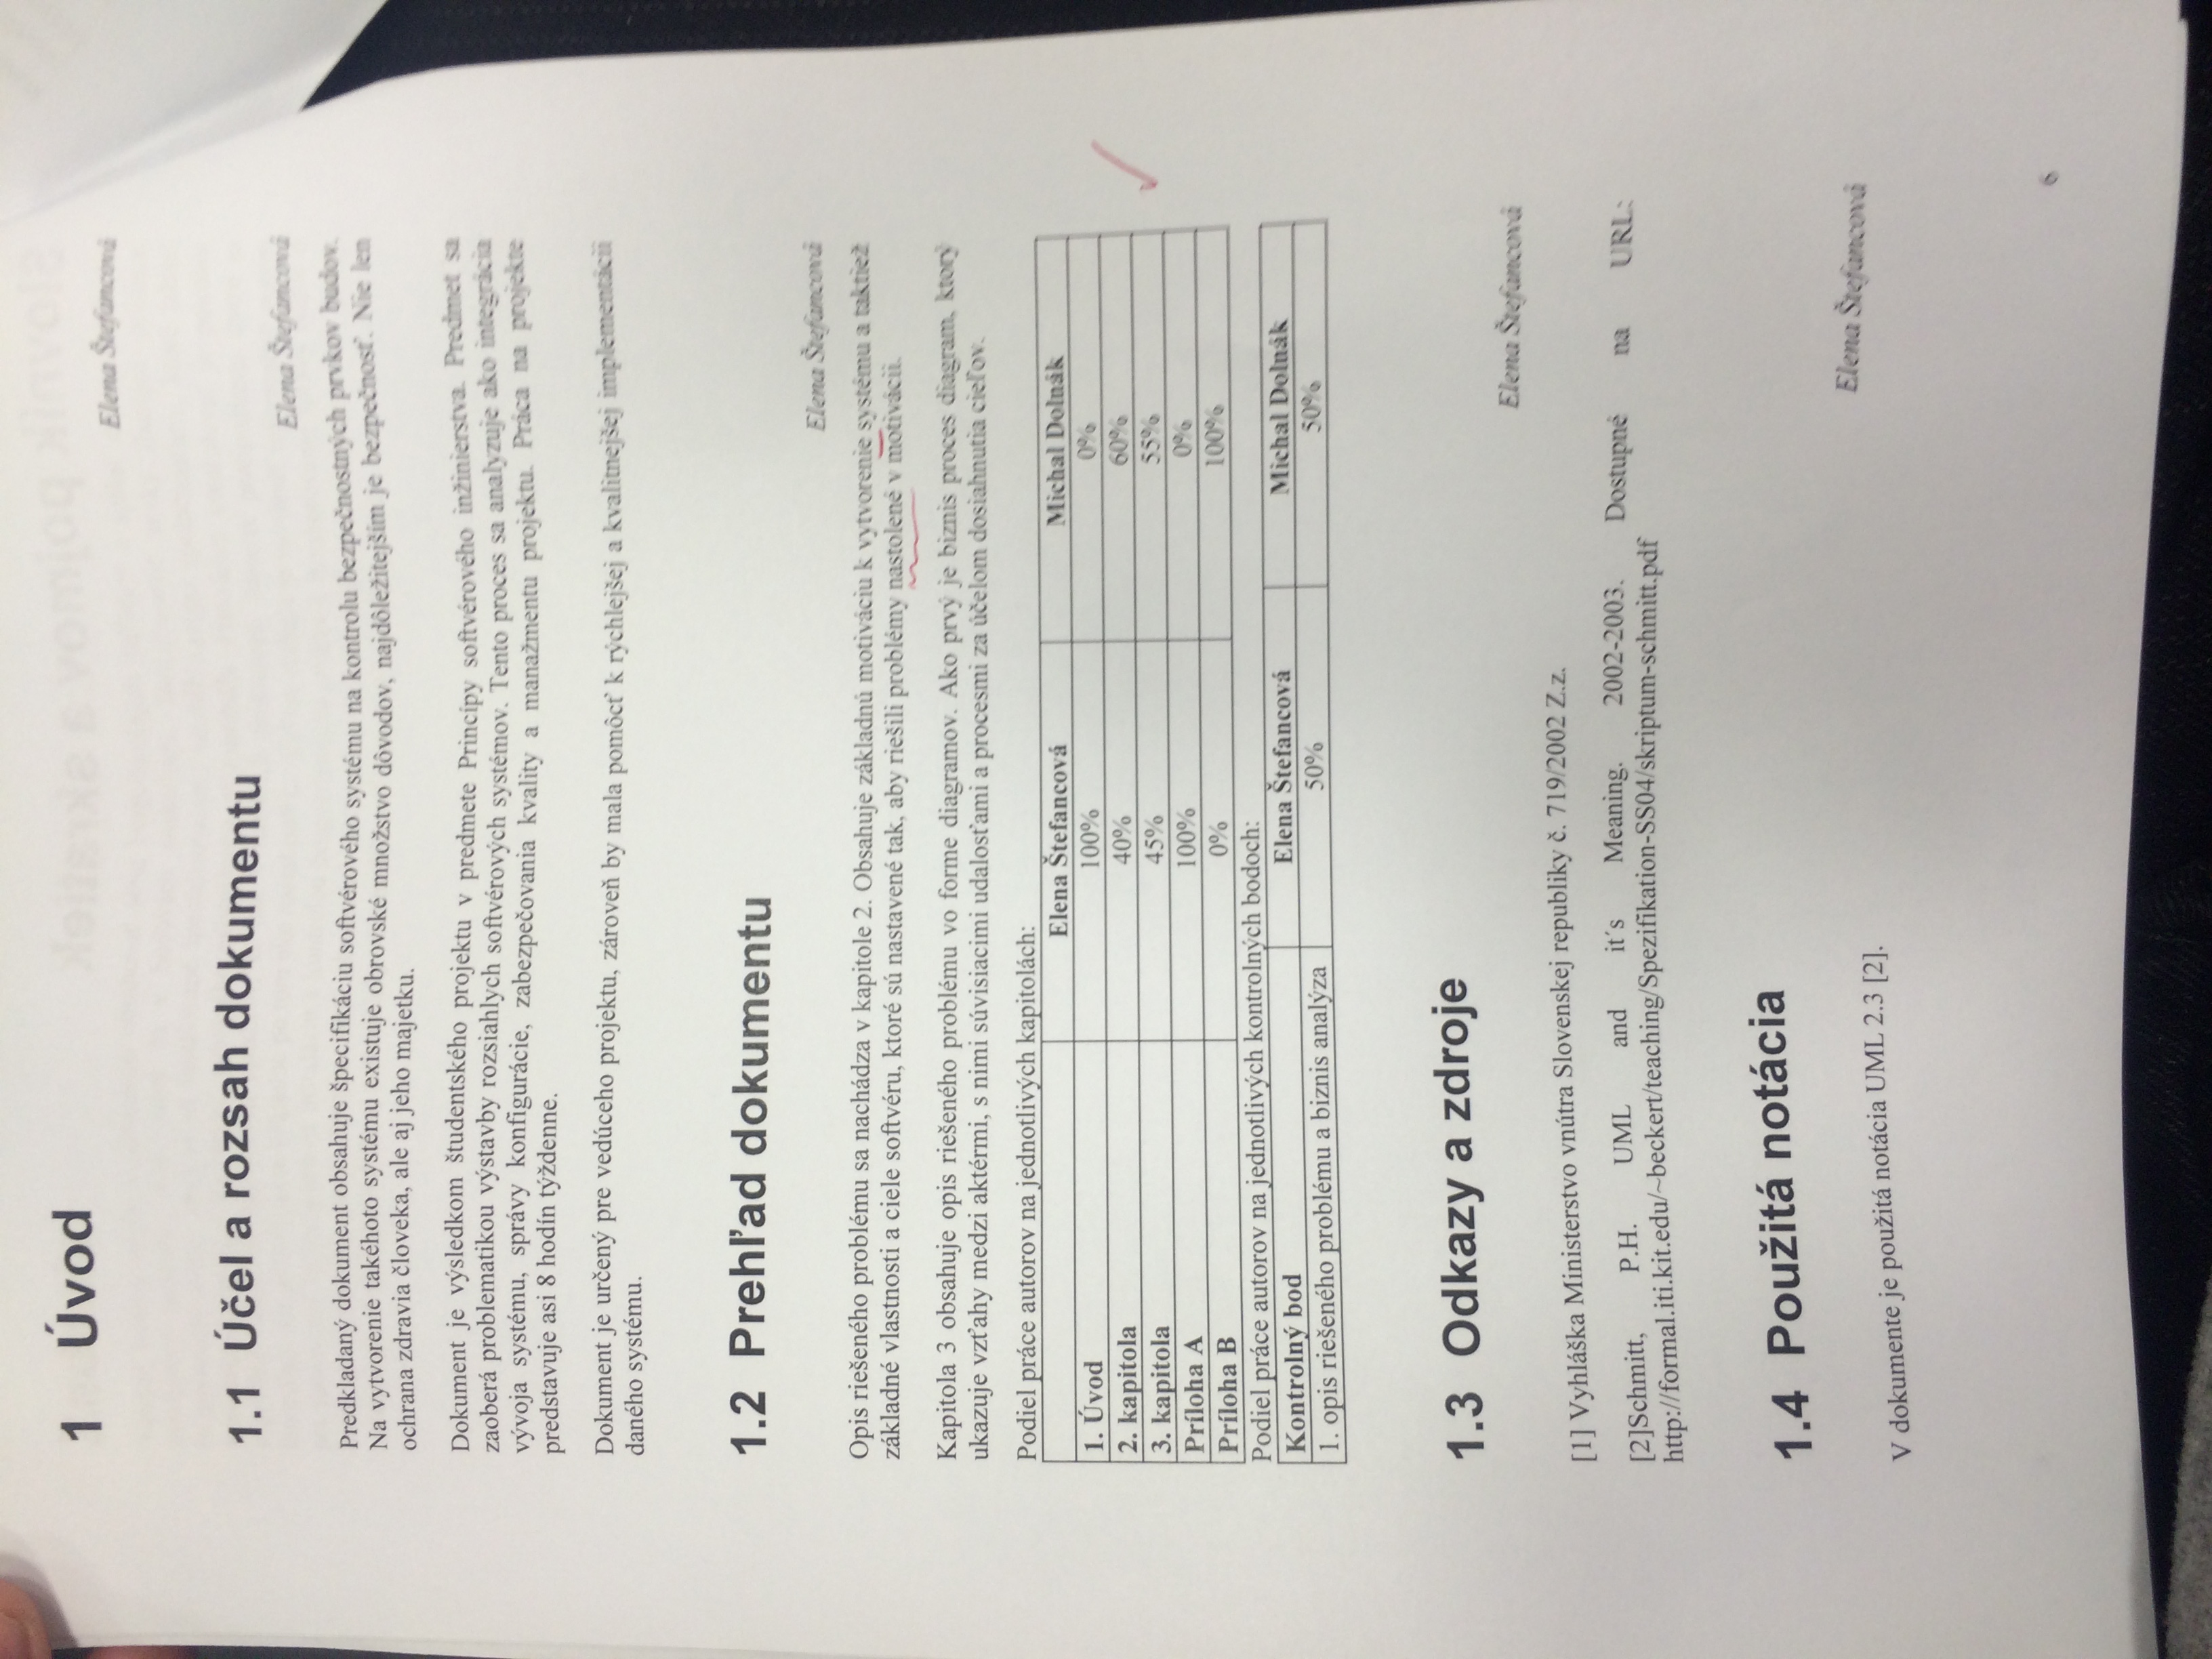 1 Úvod
Elena Štefancová
1.1 Účel a rozsah dokumentu
Elena Štefancová
Predkladaný dokument obsahuje špecifikáciu softvérového systému na kontrolu bezpečnostných prvkov budov.
Na vytvorenie takéhoto systému existuje obrovské množstvo dôvodov, najdôležitejším je bezpečnosť. Nie len
ochrana zdravia človeka, ale aj jeho majetku.
Dokument je výsledkom študentského projektu v predmete Princípy softvérového inžinierstva. Predmet sa
zaoberá problematikou výstavby rozsiahlych softvérových systémov. Tento proces sa analyzuje ako integrácia
vývoja systému, správy konfigurácie, zabezpečovania kvality a manažmentu projektu. Práca na projekte
predstavuje asi 8 hodín týždenne.
Dokument je určený pre vedúceho projektu, zároveň by mala pomôcť k rýchlejšej a kvalitnejšej implementácii
daného systému.
1.2 Prehľad dokumentu
Elena Štefancová
Opis riešeného problému sa nachádza v kapitole 2. Obsahuje základnú motiváciu k vytvorenie systému a taktiež
základné vlastnosti a ciele softvéru, ktoré sú nastavené tak, aby riešili problémy nastolené v motivácii.
Kapitola 3 obsahuje opis riešeného problému vo forme diagramov. Ako prvý je biznis proces diagram, ktorý
ukazuje vzťahy medzi aktérmi, s nimi súvisiacimi udalosťami a procesmi za účelom dosiahnutia cieľov.
Podiel práce autorov na jednotlivých kapitolách:
Elena Štefancová Michal Dolnák
1. Úvod 100% 0%
2. kapitola 40% 60%
3. kapitola 45% 55%
Príloha A 100% 0%
Príloha B 0% 100%
Podiel práce autorov na jednotlivých kontrolných bodoch:
Kontrolný bod Elena Štefancová Michal Dolnák
1. opis riešeného problému a biznis analýza 50% 50%
1.3 Odkazy a zdroje
Elena Štefancová
[1] Vyhláška Ministerstvo vnútra Slovenskej republiky č. 719/2002 Z.z.
[2]Schmitt, P.H. UML and it´s Meaning. 2002-2003. Dostupné na URL:
http://formal.iti.kit.edu/~beckert/teaching/Spezifikation-SS04/skriptum-schmitt.pdf
1.4 Použitá notácia
Elena Štefancová
V dokumente je použitá notácia UML 2.3 [2].
6